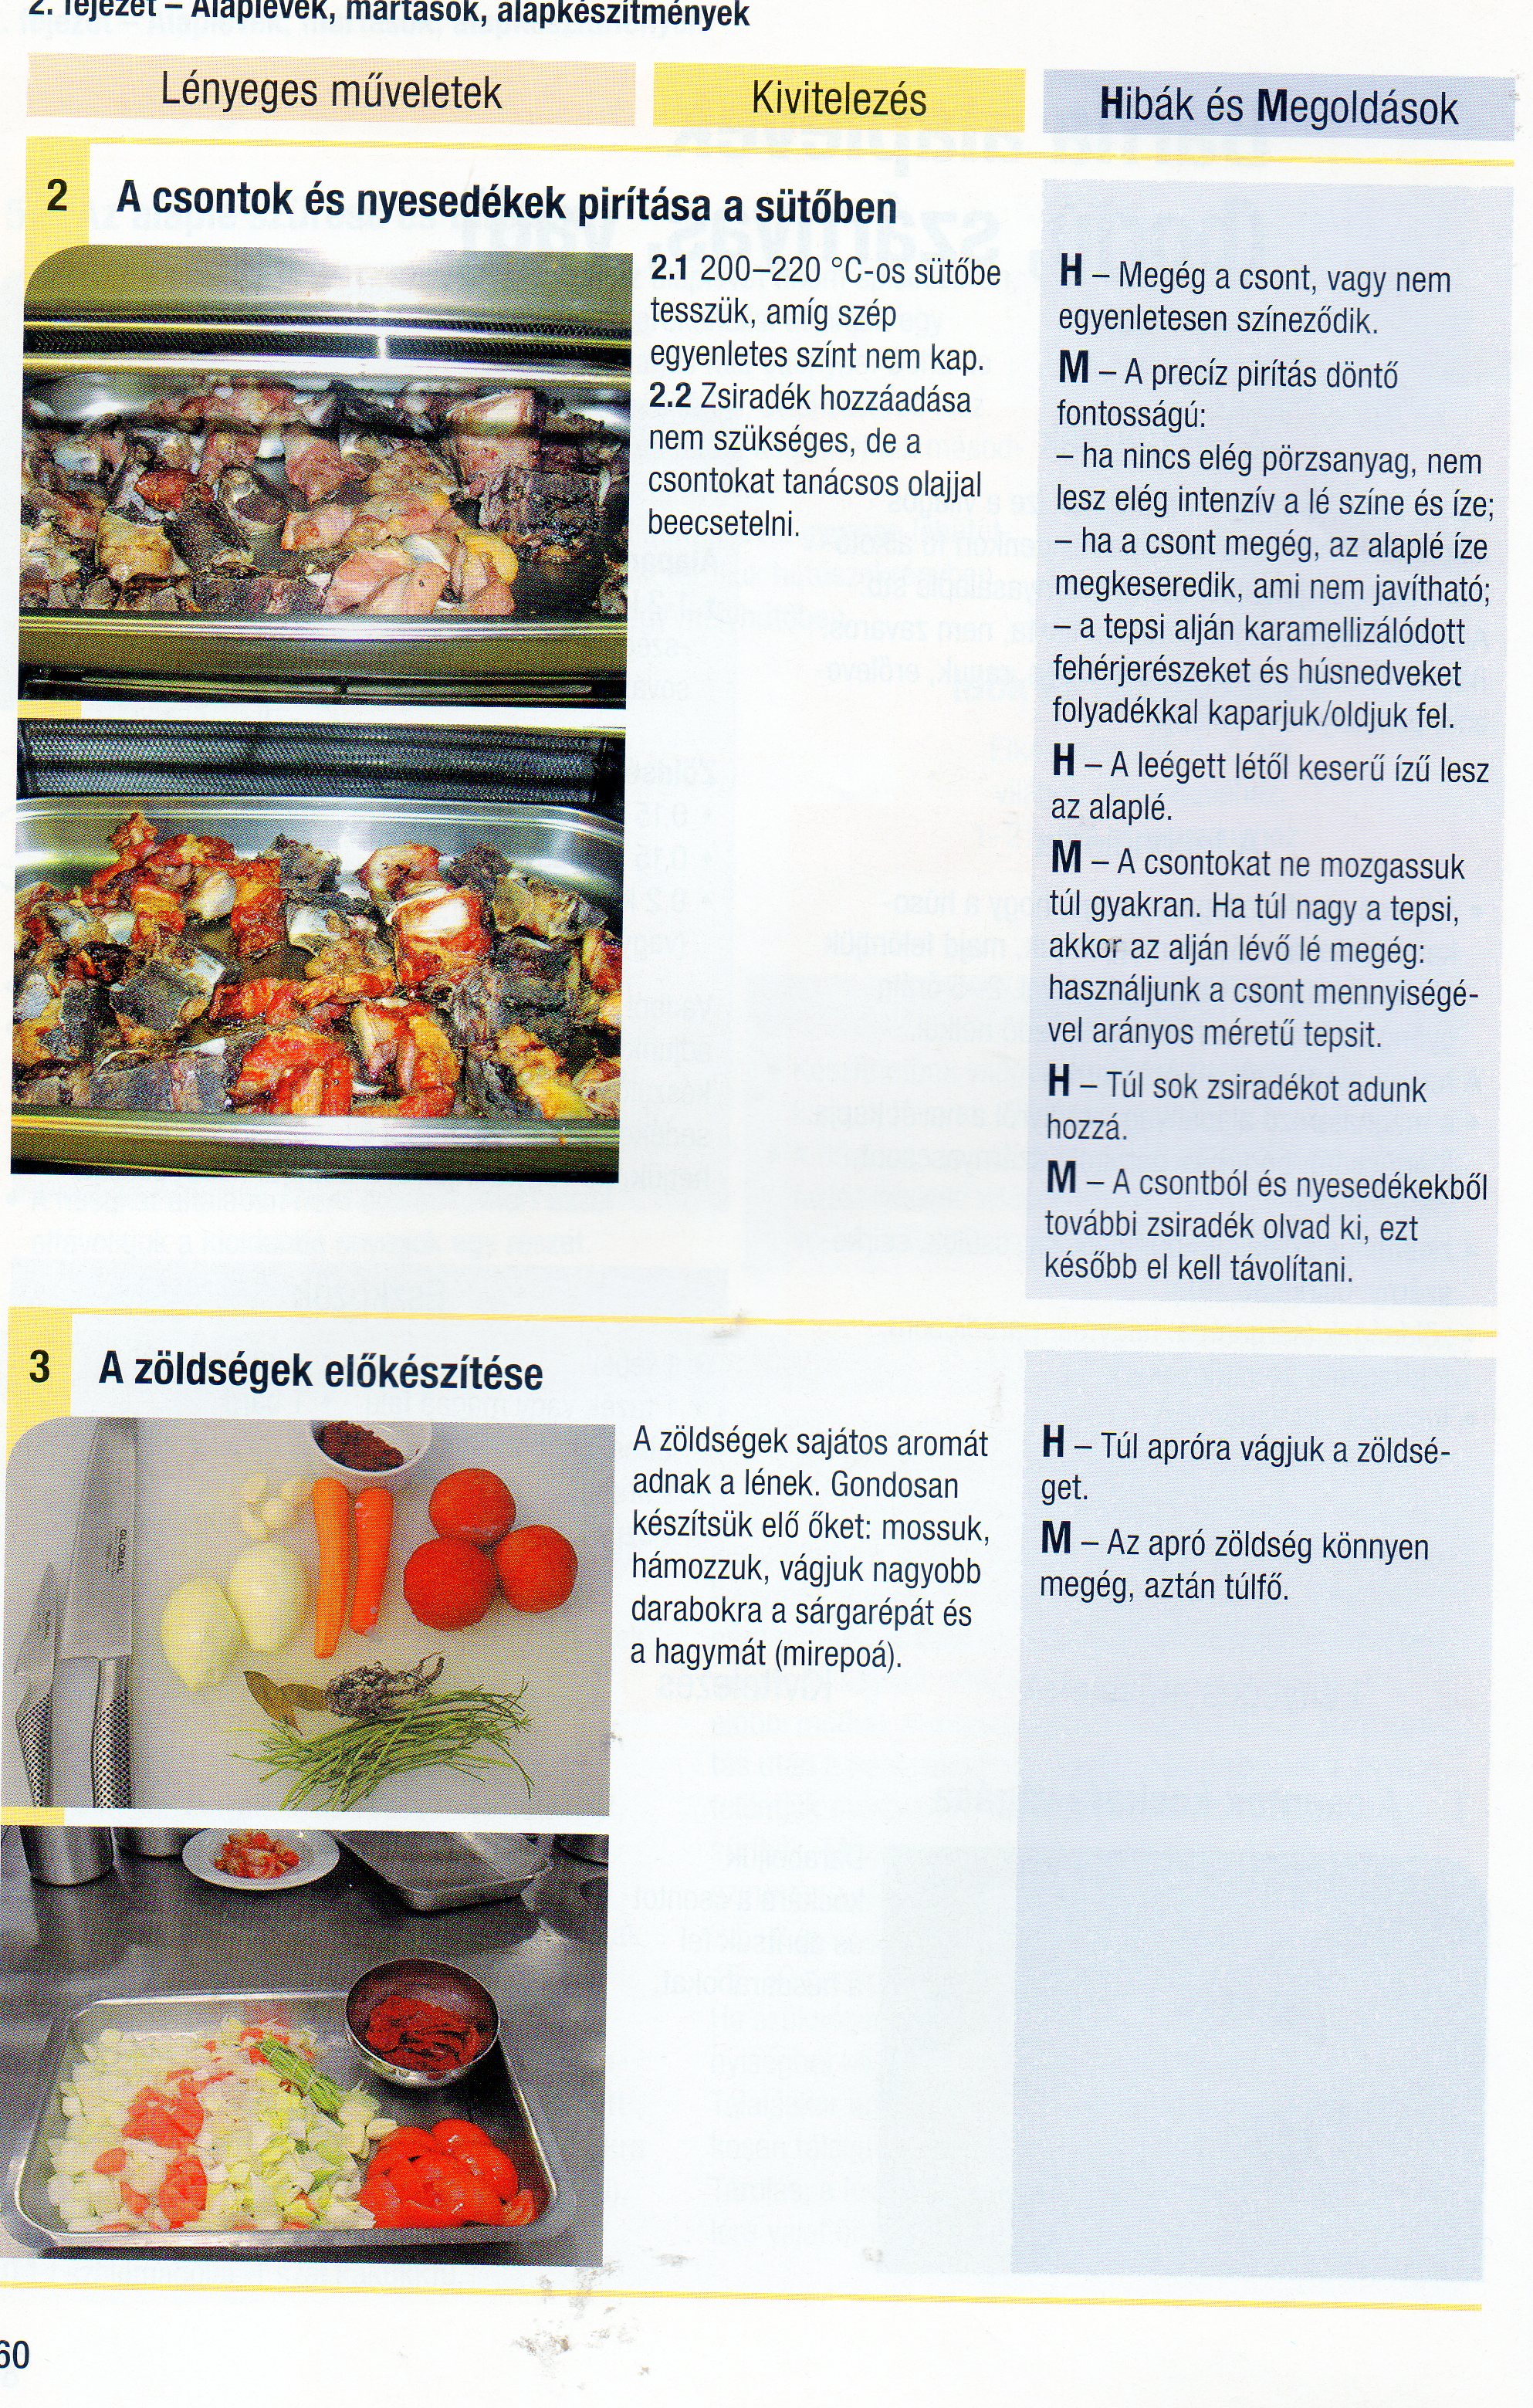 2. fejezet – Alaplevek, mártások, alapkészítmények
Lényeges műveletek
Kivitelezés
Hibák és Megoldások
2
A csontok és nyesedékek pirítása a sütőben
2.1 200–220 °C-os sütőbe
tesszük, amíg szép
egyenletes színt nem kap.
2.2 Zsiradék hozzáadása
nem szükséges, de a
csontokat tanácsos olajjal
beecsetelni.
H – Megég a csont, vagy nem
egyenletesen színeződik.
M – A precíz pirítás döntő
fontosságú:
– ha nincs elég pörzsanyag, nem
lesz elég intenzív a lé színe és íze;
– ha a csont megég, az alaplé íze
megkeseredik, ami nem javítható;
– a tepsi alján karamellizálódott
fehérjerészeket és húsnedveket
folyadékkal kaparjuk/oldjuk fel.
H – A leégett létől keserű ízű lesz
az alaplé.
M – A csontokat ne mozgassuk
túl gyakran. Ha túl nagy a tepsi,
akkor az alján lévő lé megég:
használjunk a csont mennyiségé-
vel arányos méretű tepsit.
H – Túl sok zsiradékot adunk
hozzá.
M – A csontból és nyesedékekből
további zsiradék olvad ki, ezt
később el kell távolítani.
3
A zöldségek előkészítése
GLOBAL
GLOBAL
A zöldségek sajátos aromát
adnak a lének. Gondosan
készítsük elő őket: mossuk,
hámozzuk, vágjuk nagyobb
darabokra a sárgarépát és
a hagymát (mirepoá).
H – Túl apróra vágjuk a zöldsé-
get.
M – Az apró zöldség könnyen
megég, aztán túlfő.
60